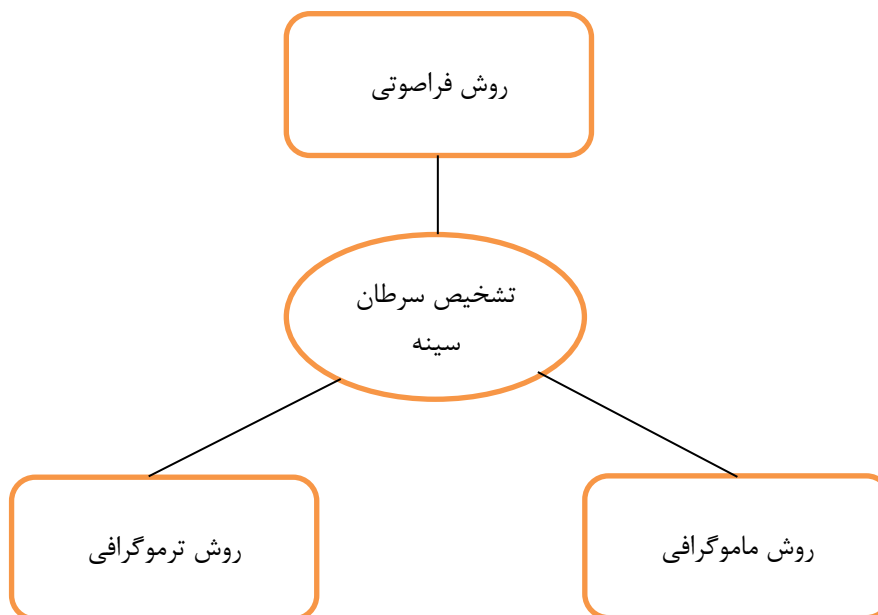 روش فراصوتی
تشخیص سرطان
سینه
روش ماموگرافی
روش ترموگرافی